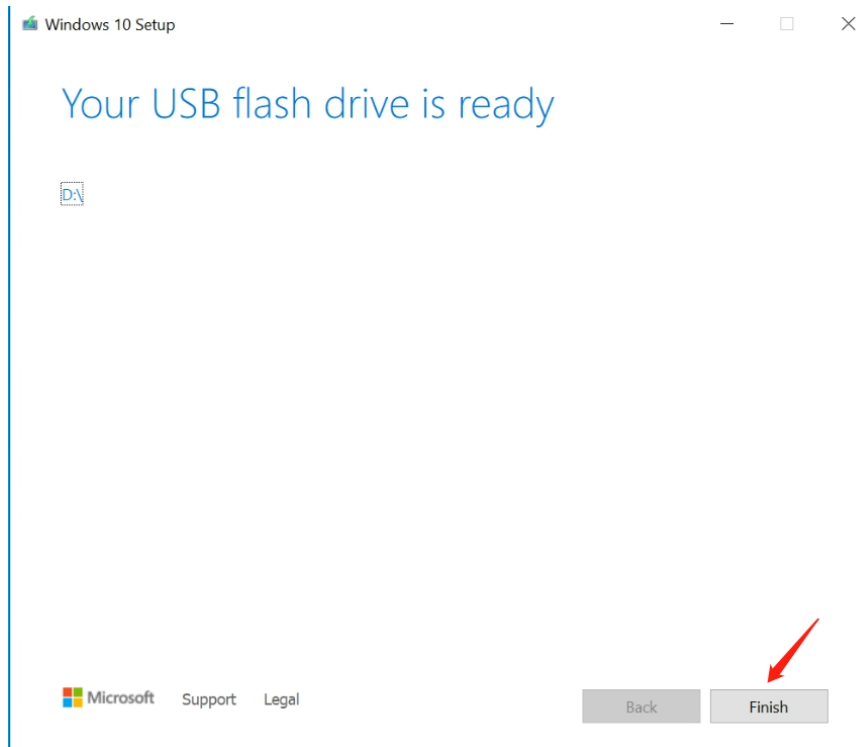 Windows 10 Setup
Your USB flash drive is ready
D:\
Microsoft Support Legal
Back Finish